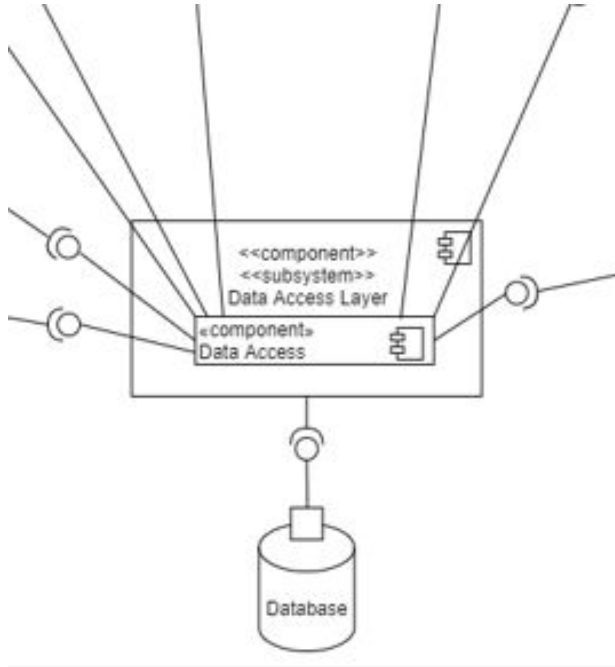 <<component>>
<<subsystem>>
Data Access Layer
«component»
Data Access
Database